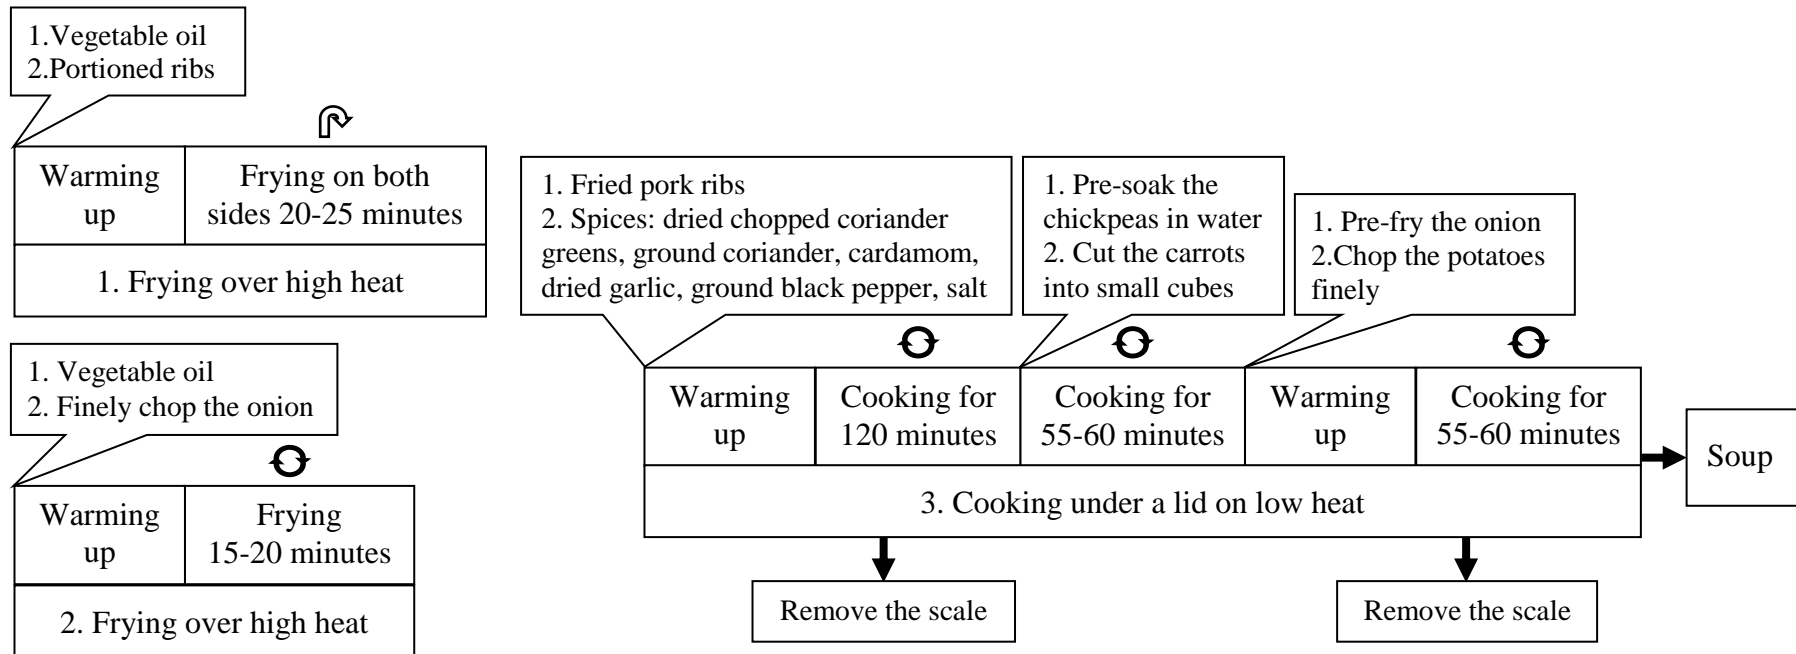 1.Vegetable oil
2.Portioned ribs
Warming
up
Frying on both
sides 20-25 minutes
1. Frying over high heat
1. Vegetable oil
2. Finely chop the onion
Warming
up
Frying
15-20 minutes
2. Frying over high heat
1. Fried pork ribs
2. Spices: dried chopped coriander
greens, ground coriander, cardamom,
dried garlic, ground black pepper, salt
1. Pre-soak the
chickpeas in water
2. Cut the carrots
into small cubes
1. Pre-fry the onion
2.Chop the potatoes
finely
Warming
up
Cooking for
120 minutes
Cooking for
55-60 minutes
Warming
up
Cooking for
55-60 minutes
3. Cooking under a lid on low heat
Soup
Remove the scale
Remove the scale